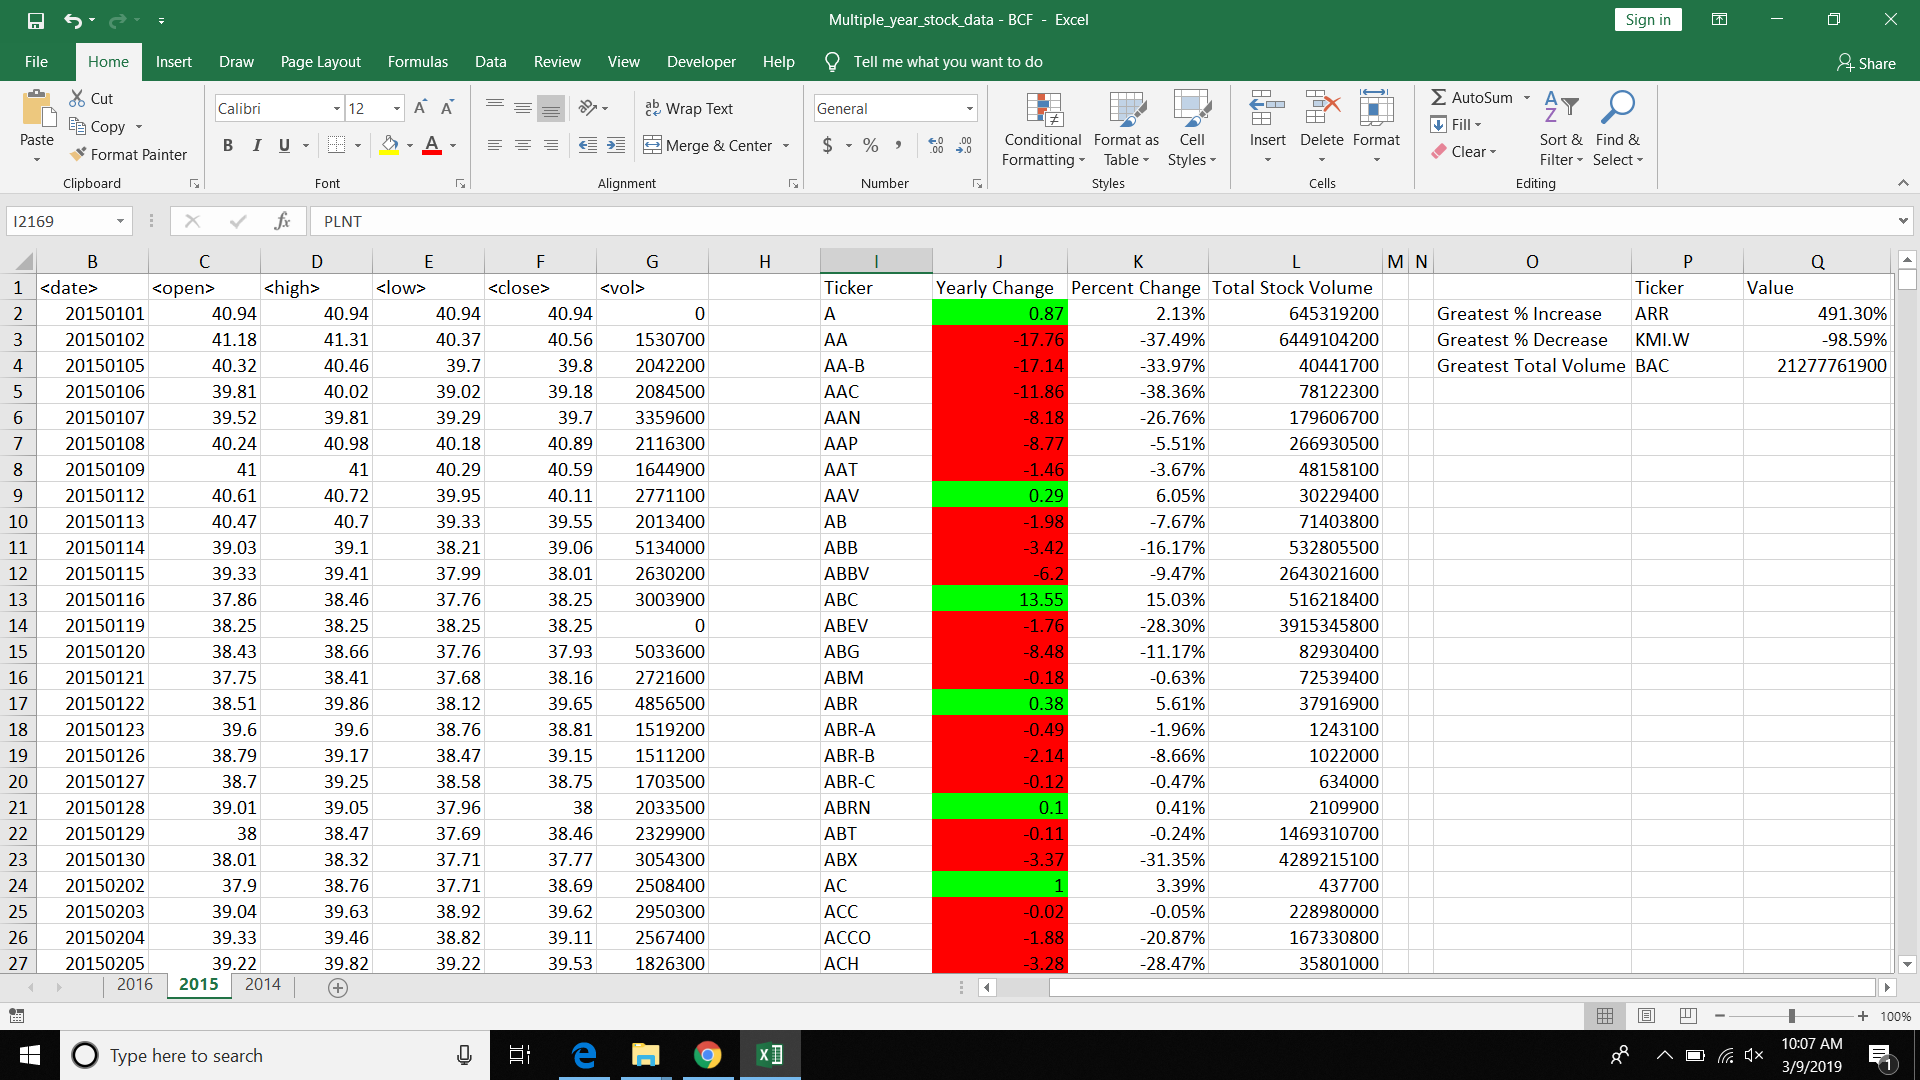 Multiple_year_stock_data - BCF - Excel
Sign in
File Home Insert Draw Page Layout Formulas Data Review View Developer Help Tell me what you want to do Share
Paste Cut Copy Format Painter Clipboard
Calibri 12 B I U A Font
Wrap Text Merge & Center Alignment
General $ % , Number
Conditional Formatting Format as Table Cell Styles Styles
Insert Delete Format Cells
AutoSum Fill Clear Sort & Filter Find & Select Editing
I2169 fx PLNT
B C D E F G H I J K L M N O P Q
1 <date> <open> <high> <low> <close> <vol> Ticker Yearly Change Percent Change Total Stock Volume Ticker Value
2 20150101 40.94 40.94 40.94 40.94 0 A 0.87 2.13% 645319200 Greatest % Increase ARR 491.30%
3 20150102 41.18 41.31 40.37 40.56 1530700 AA -17.76 -37.49% 6449104200 Greatest % Decrease KMI.W -98.59%
4 20150105 40.32 40.46 39.7 39.8 2042200 AA-B -17.14 -33.97% 40441700 Greatest Total Volume BAC 21277761900
5 20150106 39.81 40.02 39.02 39.18 2084500 AAC -11.86 -38.36% 78122300
6 20150107 39.52 39.81 39.29 39.7 3359600 AAN -8.18 -26.76% 179606700
7 20150108 40.24 40.98 40.18 40.89 2116300 AAP -8.77 -5.51% 266930500
8 20150109 41 41 40.29 40.59 1644900 AAT -1.46 -3.67% 48158100
9 20150112 40.61 40.72 39.95 40.11 2771100 AAV 0.29 6.05% 30229400
10 20150113 40.47 40.7 39.33 39.55 2013400 AB -1.98 -7.67% 71403800
11 20150114 39.03 39.1 38.21 39.06 5134000 ABB -3.42 -16.17% 532805500
12 20150115 39.33 39.41 37.99 38.01 2630200 ABBV -6.2 -9.47% 2643021600
13 20150116 37.86 38.46 37.76 38.25 3003900 ABC 13.55 15.03% 516218400
14 20150119 38.25 38.25 38.25 38.25 0 ABEV -1.76 -28.30% 3915345800
15 20150120 38.43 38.66 37.76 37.93 5033600 ABG -8.48 -11.17% 82930400
16 20150121 37.75 38.41 37.68 38.16 2721600 ABM -0.18 -0.63% 72539400
17 20150122 38.51 39.86 38.12 39.65 4856500 ABR 0.38 5.61% 37916900
18 20150123 39.6 39.6 38.76 38.81 1519200 ABR-A -0.49 -1.96% 1243100
19 20150126 38.79 39.17 38.47 39.15 1511200 ABR-B -2.14 -8.66% 1022000
20 20150127 38.7 39.25 38.58 38.75 1703500 ABR-C -0.12 -0.47% 634000
21 20150128 39.01 39.05 37.96 38 2033500 ABRN 0.1 0.41% 2109900
22 20150129 38 38.47 37.69 38.46 2329900 ABT -0.11 -0.24% 1469310700
23 20150130 38.01 38.32 37.71 37.77 3054300 ABX -3.37 -31.35% 4289215100
24 20150202 37.9 38.76 37.71 38.69 2508400 AC 1 3.39% 437700
25 20150203 39.04 39.63 38.92 39.62 2950300 ACC -0.02 -0.05% 228980000
26 20150204 39.33 39.46 38.82 39.11 2567400 ACCO -1.88 -20.87% 167330800
27 20150205 39.22 39.82 39.22 39.53 1826300 ACH -3.28 -28.47% 35801000
2016 2015 2014
100%
Type here to search
10:07 AM
3/9/2019
1